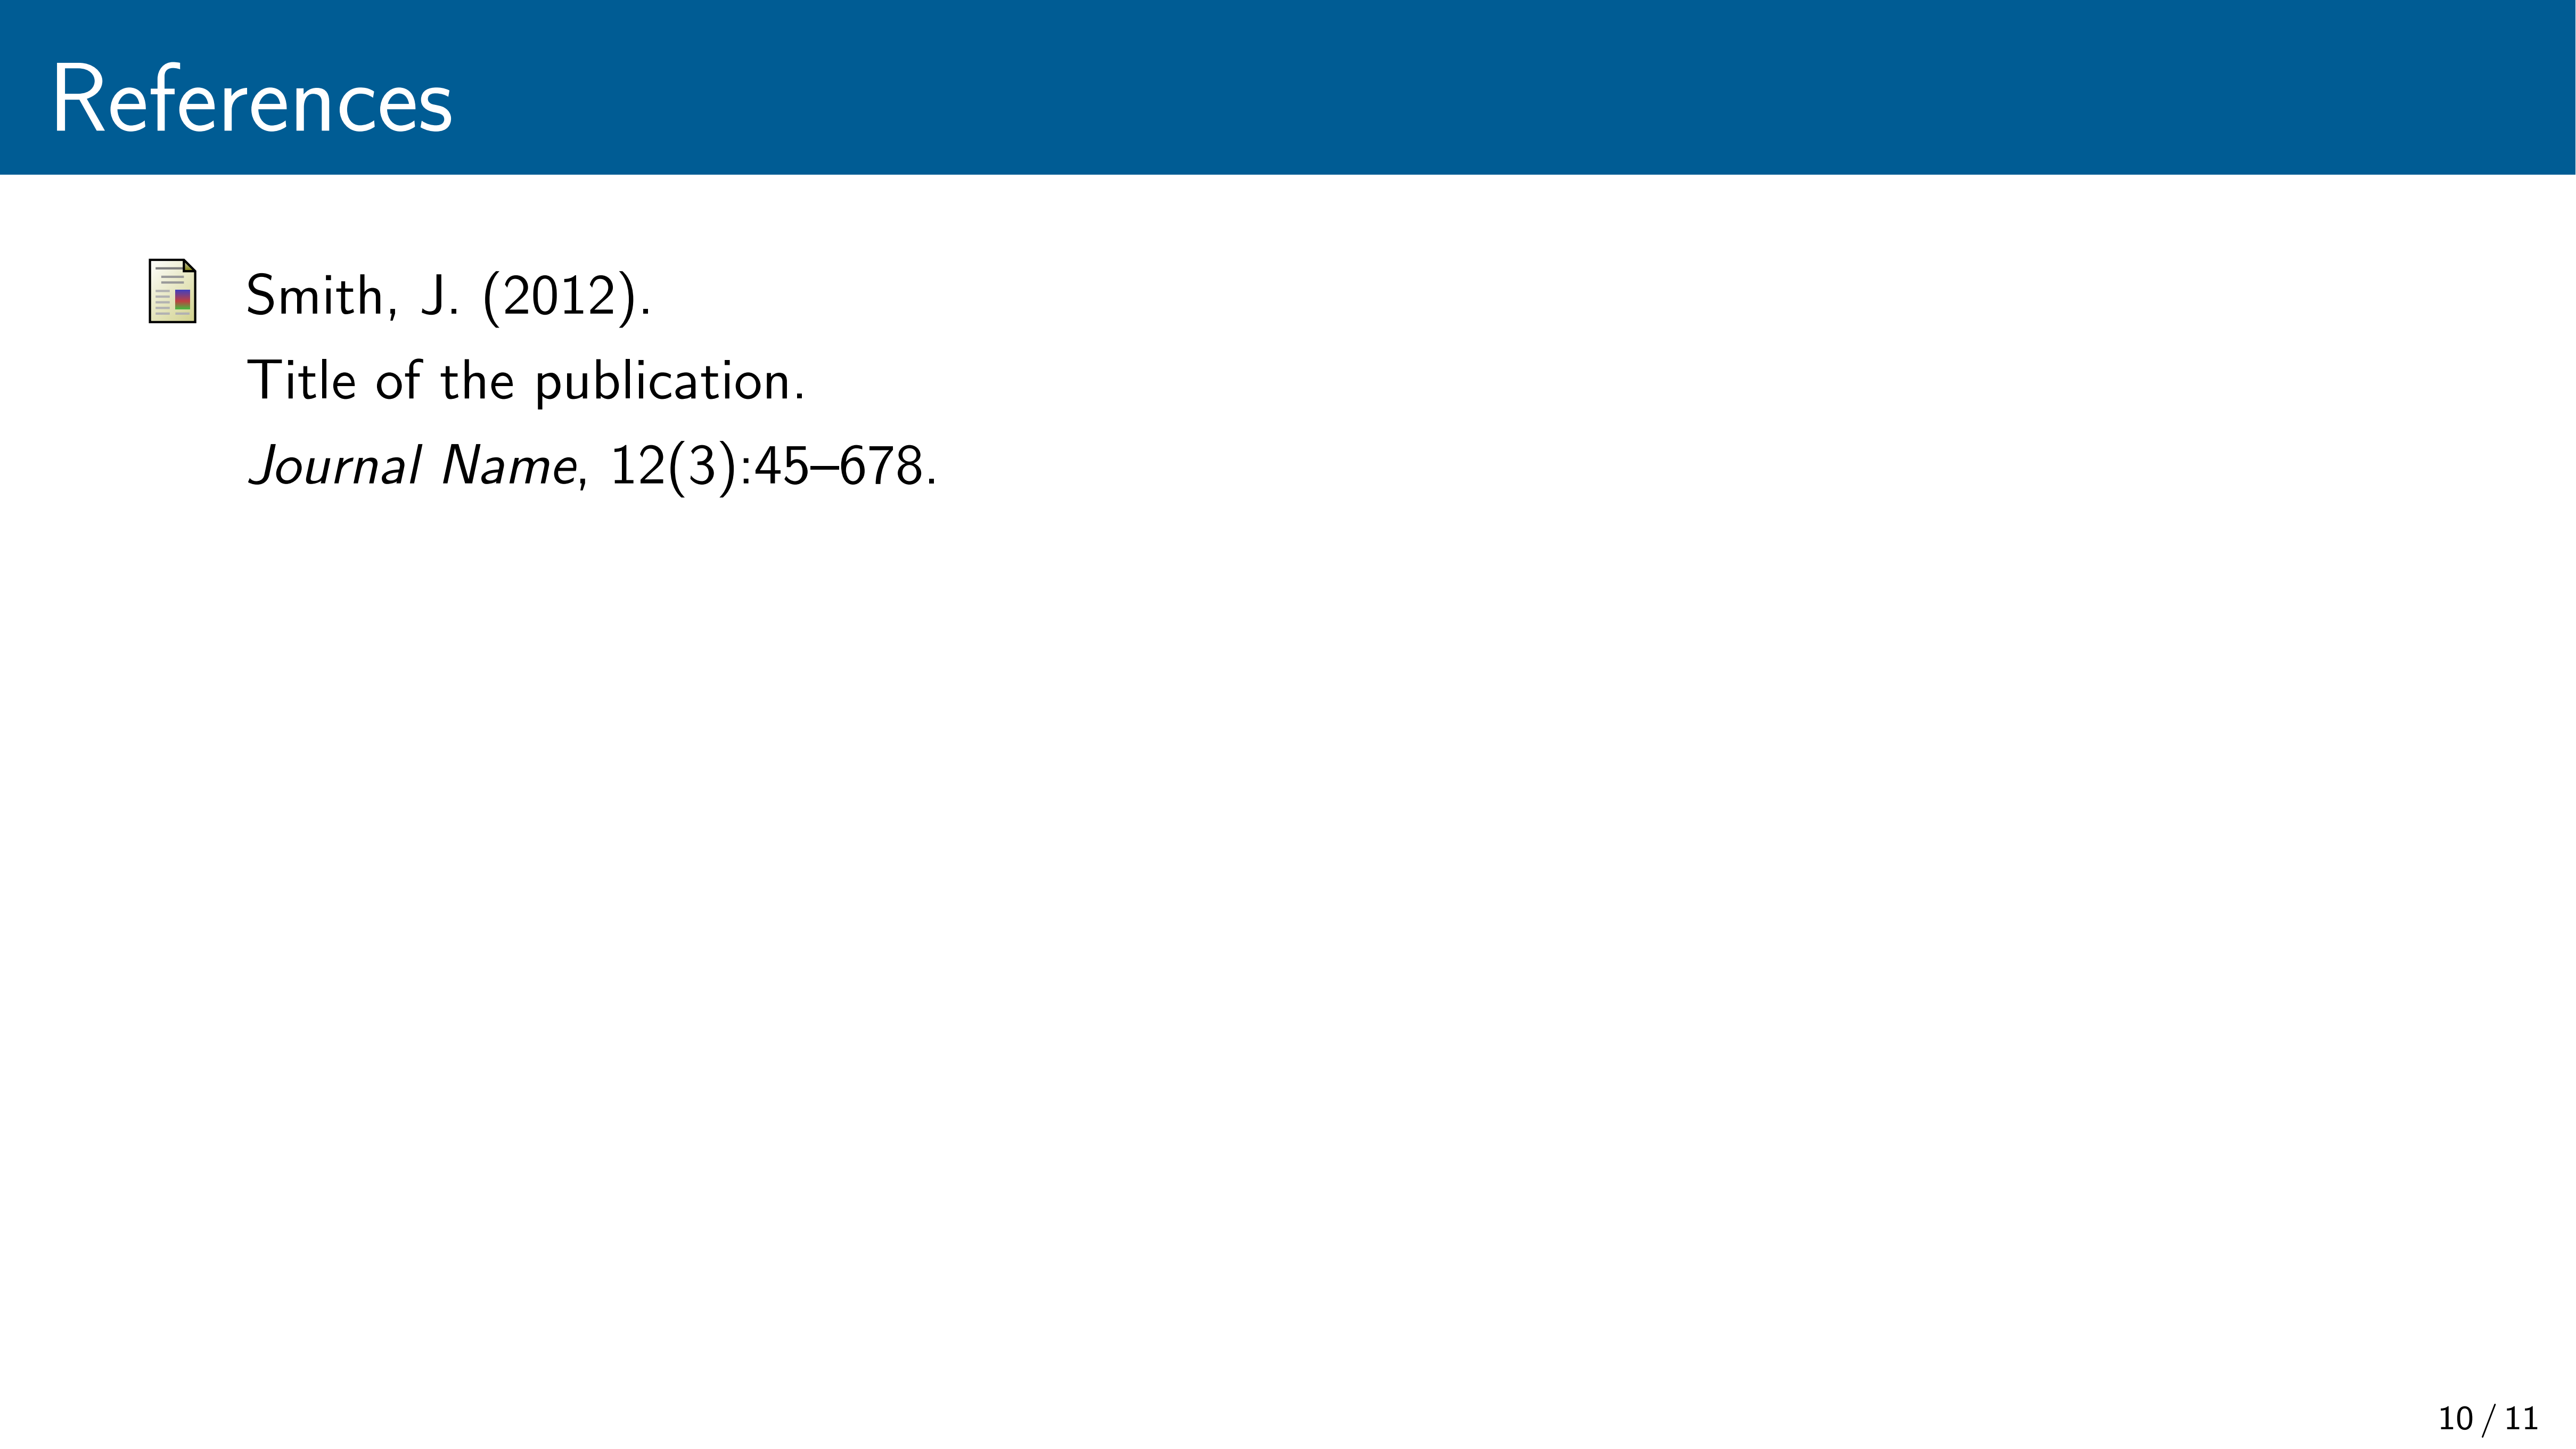 References
Smith, J. (2012).
Title of the publication.
Journal Name, 12(3):45–678.
10 / 11